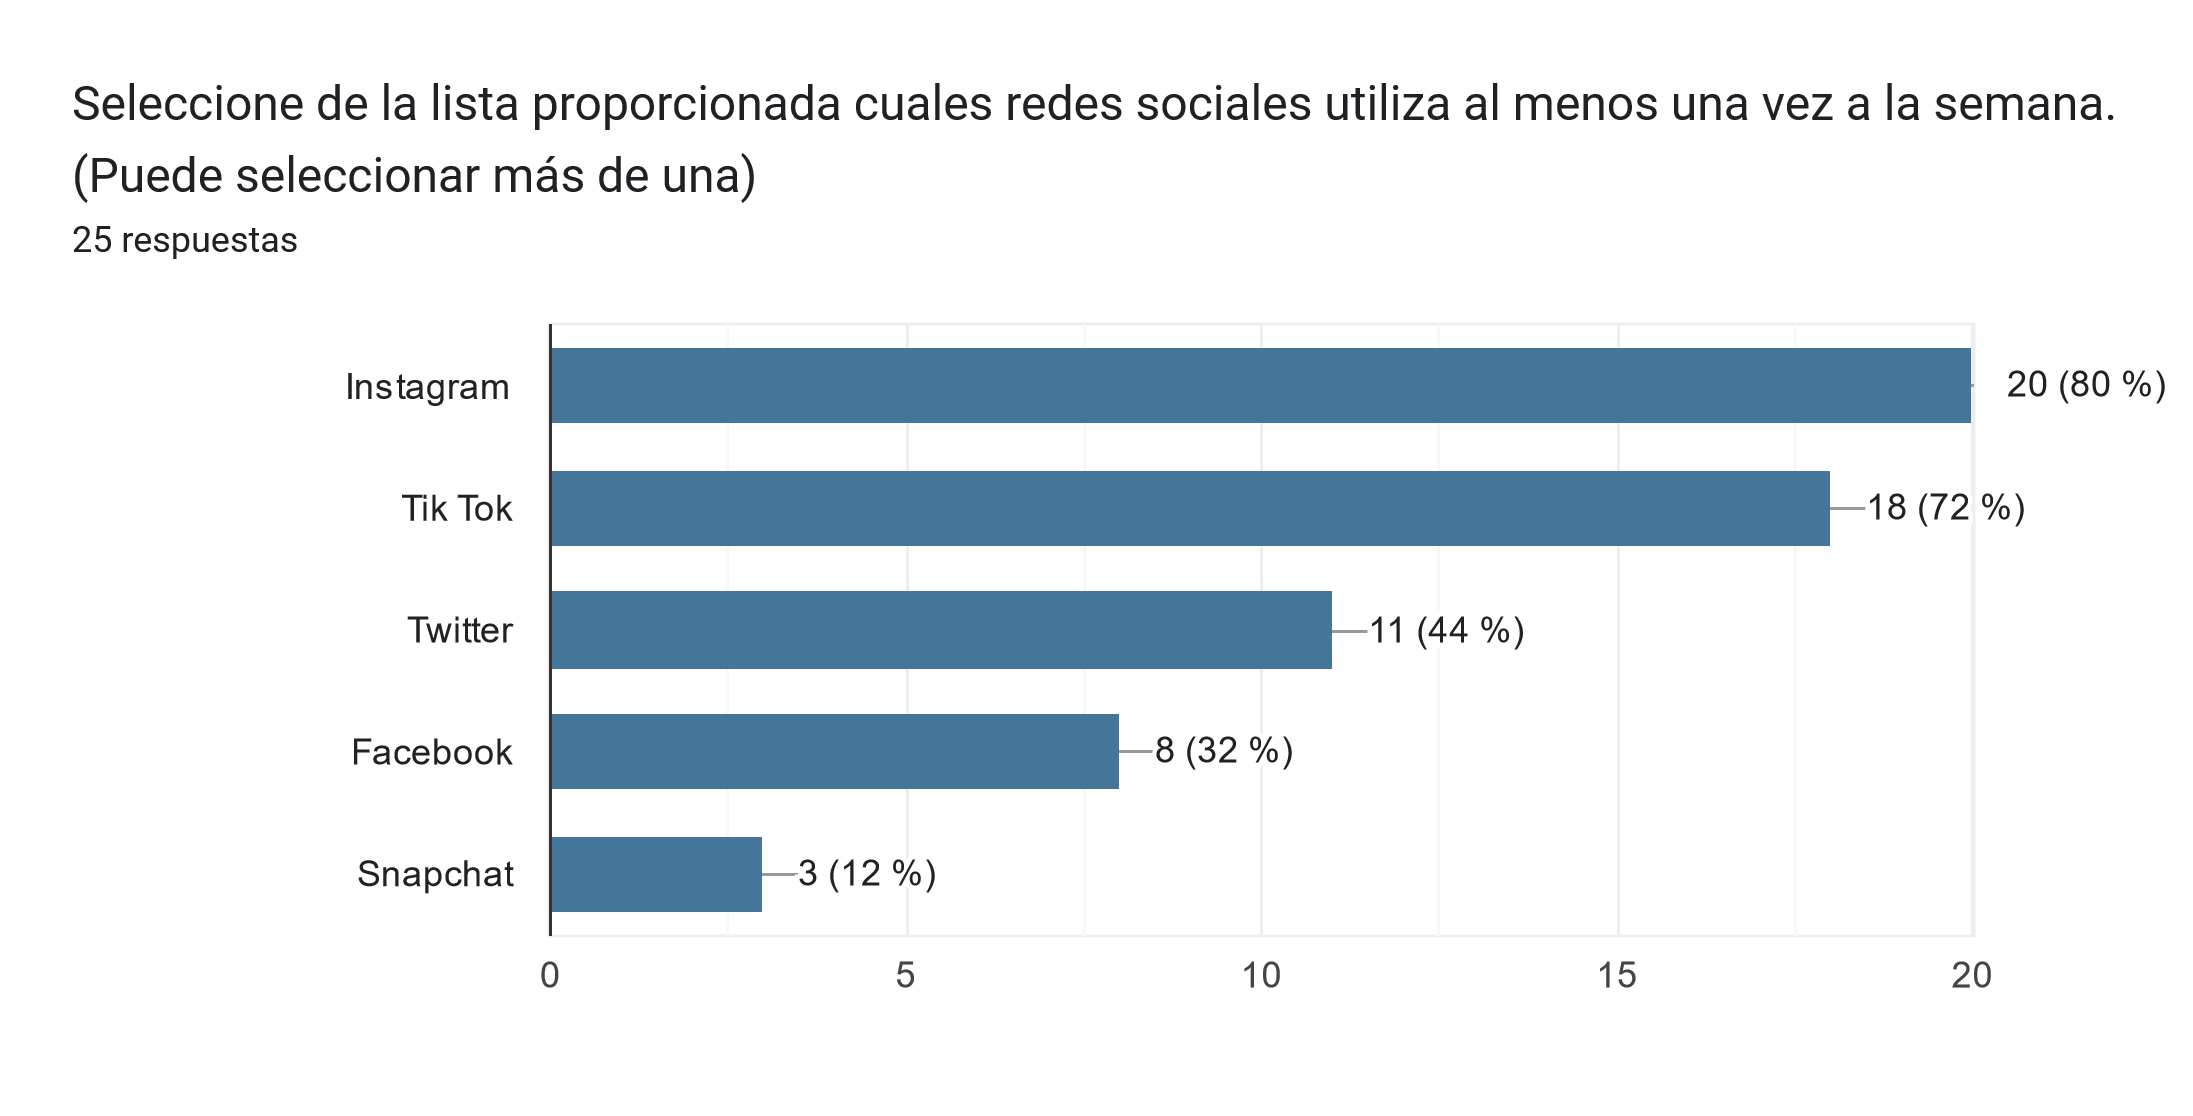 Seleccione de la lista proporcionada cuales redes sociales utiliza al menos una vez a la semana.
(Puede seleccionar más de una)
25 respuestas
Instagram 20 (80 %)
Tik Tok 18 (72 %)
Twitter 11 (44 %)
Facebook 8 (32 %)
Snapchat 3 (12 %)
0 5 10 15 20